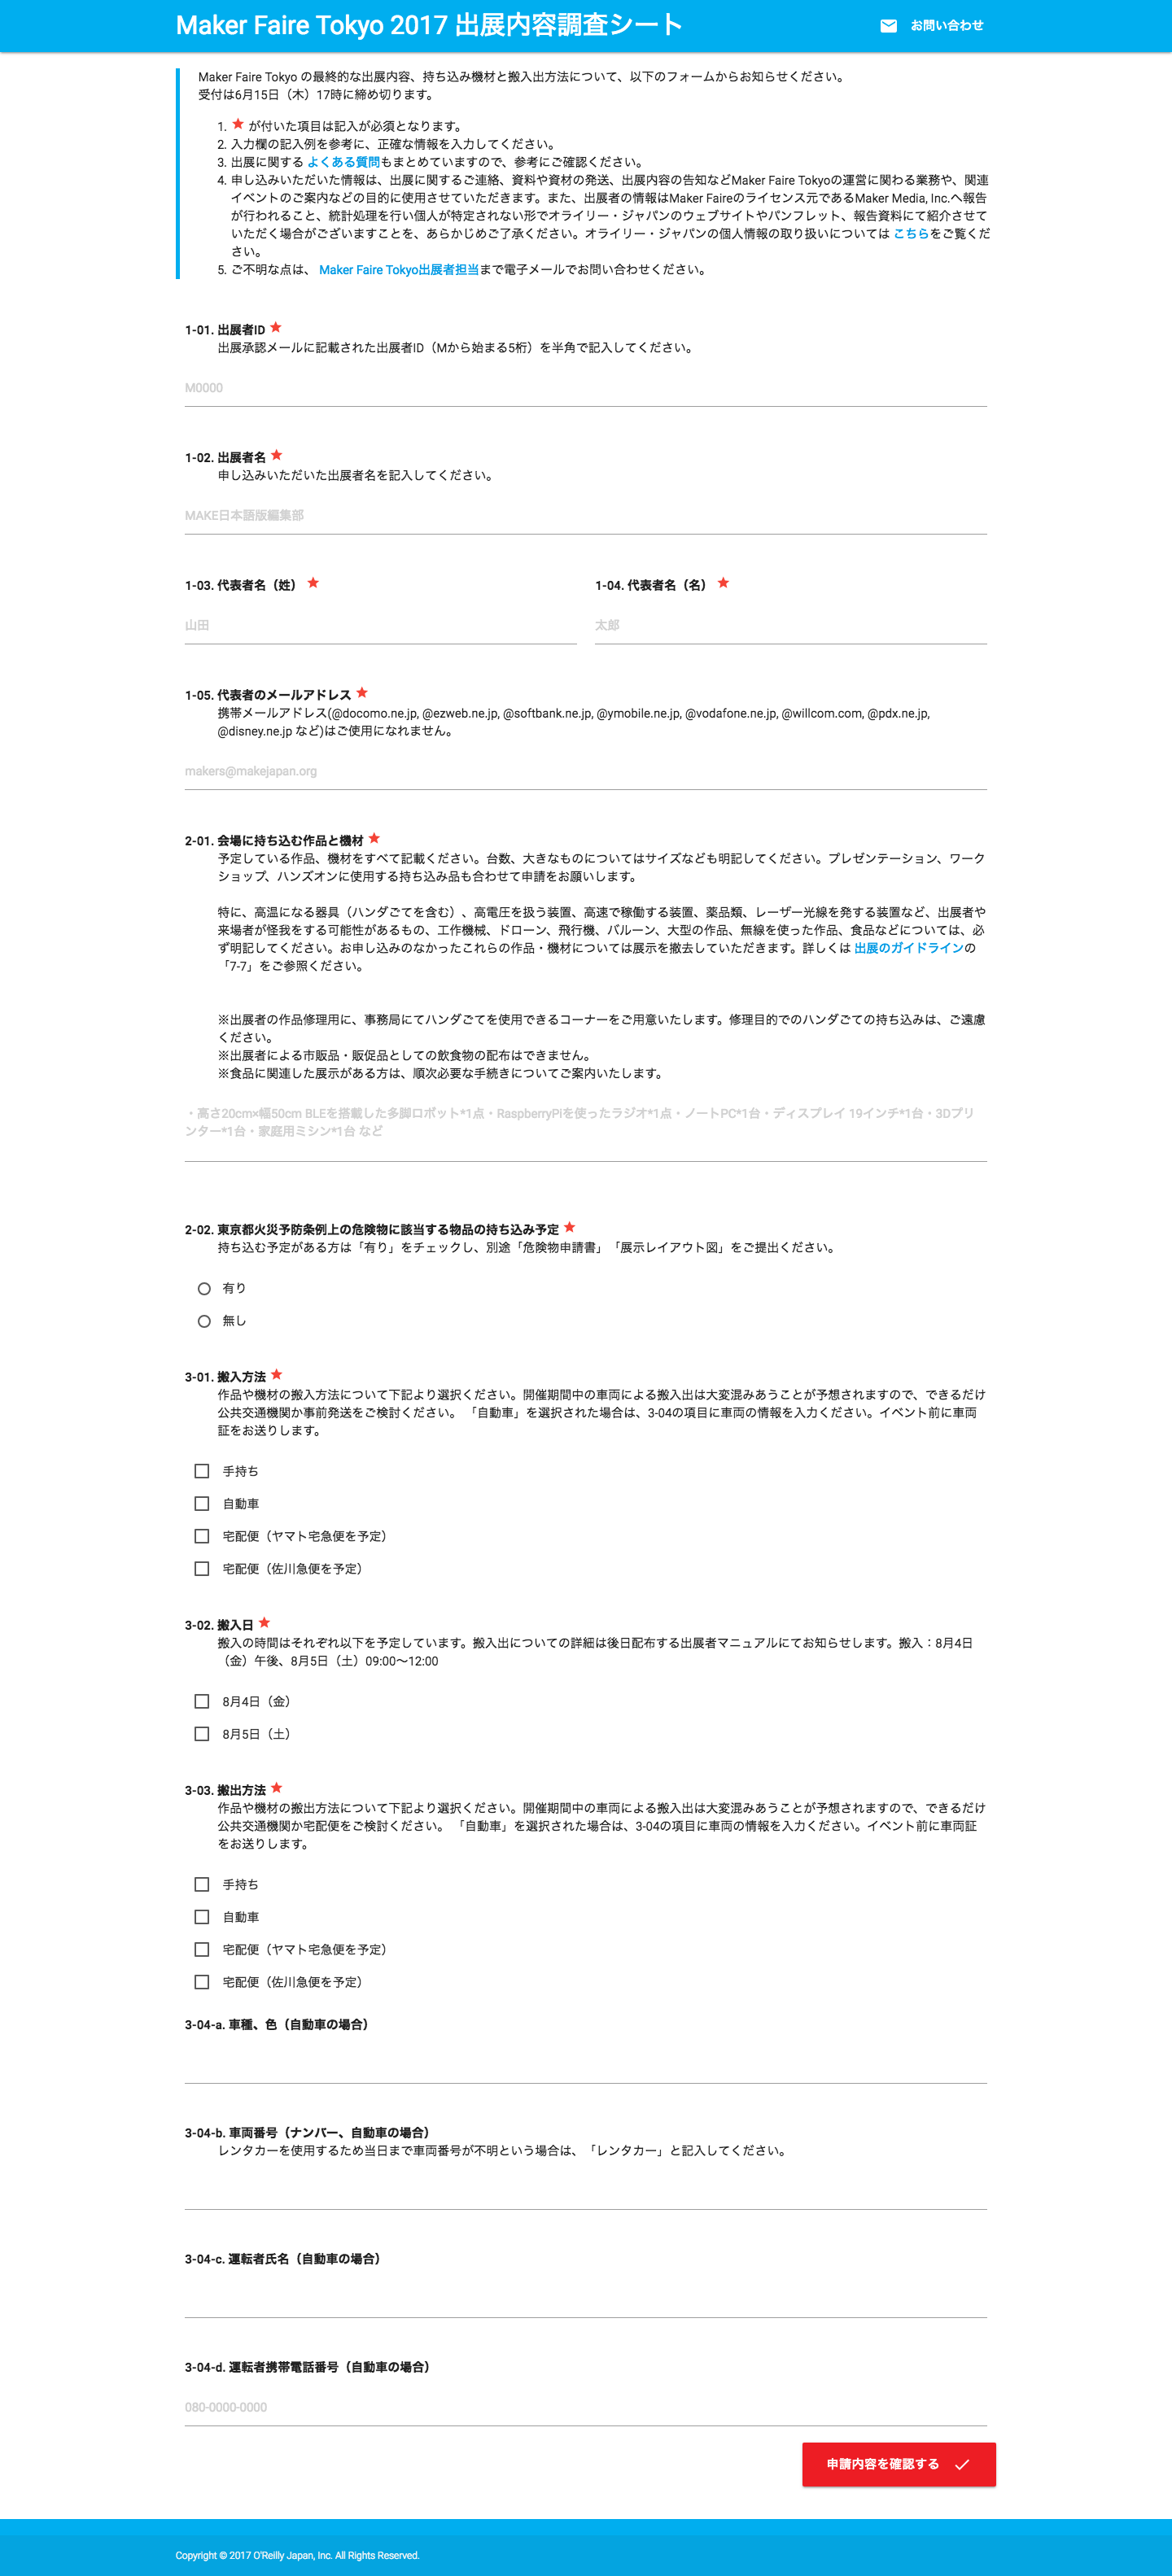 Maker Faire Tokyo 2017 出展内容調査シート
お問い合わせ
Maker Faire Tokyo の最終的な出展内容、持ち込み機材と搬入出方法について、以下のフォームからお知らせください。
受付は6月15日（木）17時に締め切ります。
1. ★ が付いた項目は記入が必須となります。
2. 入力欄の記入例を参考に、正確な情報を入力してください。
3. 出展に関する よくある質問もまとめていますので、参考にご確認ください。
4. 申し込みいただいた情報は、出展に関するご連絡、資料や資材の発送、出展内容の告知などMaker Faire Tokyoの運営に関わる業務や、関連
イベントのご案内などの目的に使用させていただきます。また、出展者の情報はMaker Faireのライセンス元であるMaker Media, Inc.へ報告
が行われること、統計処理を行い個人が特定されない形でオライリー・ジャパンのウェブサイトやパンフレット、報告資料にて紹介させて
いただく場合がございますことを、あらかじめご了承ください。オライリー・ジャパンの個人情報の取り扱いについては こちらをご覧くだ
さい。
5. ご不明な点は、 Maker Faire Tokyo出展者担当まで電子メールでお問い合わせください。
1-01. 出展者ID ★
出展承認メールに記載された出展者ID（Mから始まる5桁）を半角で記入してください。
M0000
1-02. 出展者名 ★
申し込みいただいた出展者名を記入してください。
MAKE日本語版編集部
1-03. 代表者名（姓） ★
山田
1-04. 代表者名（名） ★
太郎
1-05. 代表者のメールアドレス ★
携帯メールアドレス(@docomo.ne.jp, @ezweb.ne.jp, @softbank.ne.jp, @ymobile.ne.jp, @vodafone.ne.jp, @willcom.com, @pdx.ne.jp,
@disney.ne.jp など)はご使用になれません。
makers@makejapan.org
2-01. 会場に持ち込む作品と機材 ★
予定している作品、機材をすべて記載ください。台数、大きなものについてはサイズなども明記してください。プレゼンテーション、ワーク
ショップ、ハンズオンに使用する持ち込み品も合わせて申請をお願いします。
特に、高温になる器具（ハンダごてを含む）、高電圧を扱う装置、高速で稼働する装置、薬品類、レーザー光線を発する装置など、出展者や
来場者が怪我をする可能性があるもの、工作機械、ドローン、飛行機、バルーン、大型の作品、無線を使った作品、食品などについては、必
ず明記してください。お申し込みのなかったこれらの作品・機材については展示を撤去していただきます。詳しくは 出展のガイドラインの
「7-7」をご参照ください。
※出展者の作品修理用に、事務局にてハンダごてを使用できるコーナーをご用意いたします。修理目的でのハンダごての持ち込みは、ご遠慮
ください。
※出展者による市販品・販促品としての飲食物の配布はできません。
※食品に関連した展示がある方は、順次必要な手続きについてご案内いたします。
・高さ20cm×幅50cm BLEを搭載した多脚ロボット*1点・RaspberryPiを使ったラジオ*1点・ノートPC*1台・ディスプレイ 19インチ*1台・3Dプリ
ンター*1台・家庭用ミシン*1台 など
2-02. 東京都火災予防条例上の危険物に該当する物品の持ち込み予定 ★
持ち込む予定がある方は「有り」をチェックし、別途「危険物申請書」「展示レイアウト図」をご提出ください。
有り
無し
3-01. 搬入方法 ★
作品や機材の搬入方法について下記より選択ください。開催期間中の車両による搬入出は大変混みあうことが予想されますので、できるだけ
公共交通機関か事前発送をご検討ください。 「自動車」を選択された場合は、3-04の項目に車両の情報を入力ください。イベント前に車両
証をお送りします。
手持ち
自動車
宅配便（ヤマト宅急便を予定）
宅配便（佐川急便を予定）
3-02. 搬入日 ★
搬入の時間はそれぞれ以下を予定しています。搬入出についての詳細は後日配布する出展者マニュアルにてお知らせします。搬入：8月4日
（金）午後、8月5日（土）09:00〜12:00
8月4日（金）
8月5日（土）
3-03. 搬出方法 ★
作品や機材の搬出方法について下記より選択ください。開催期間中の車両による搬入出は大変混みあうことが予想されますので、できるだけ
公共交通機関か宅配便をご検討ください。 「自動車」を選択された場合は、3-04の項目に車両の情報を入力ください。イベント前に車両証
をお送りします。
手持ち
自動車
宅配便（ヤマト宅急便を予定）
宅配便（佐川急便を予定）
3-04-a. 車種、色（自動車の場合）
3-04-b. 車両番号（ナンバー、自動車の場合）
レンタカーを使用するため当日まで車両番号が不明という場合は、「レンタカー」と記入してください。
3-04-c. 運転者氏名（自動車の場合）
3-04-d. 運転者携帯電話番号（自動車の場合）
080-0000-0000
申請内容を確認する
Copyright © 2017 O'Reilly Japan, Inc. All Rights Reserved.